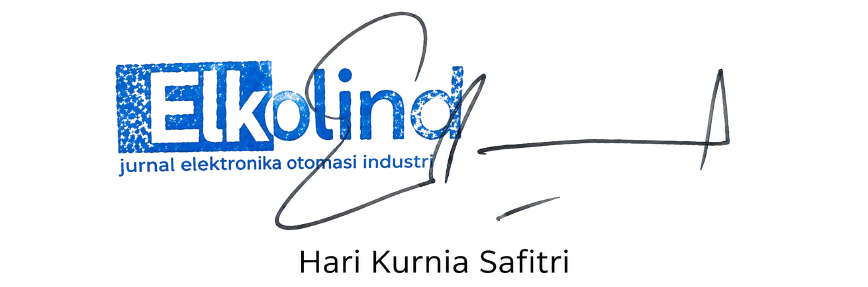 Elkolind
jurnal elektronika otomasi industri
Hari Kurnia Safitri